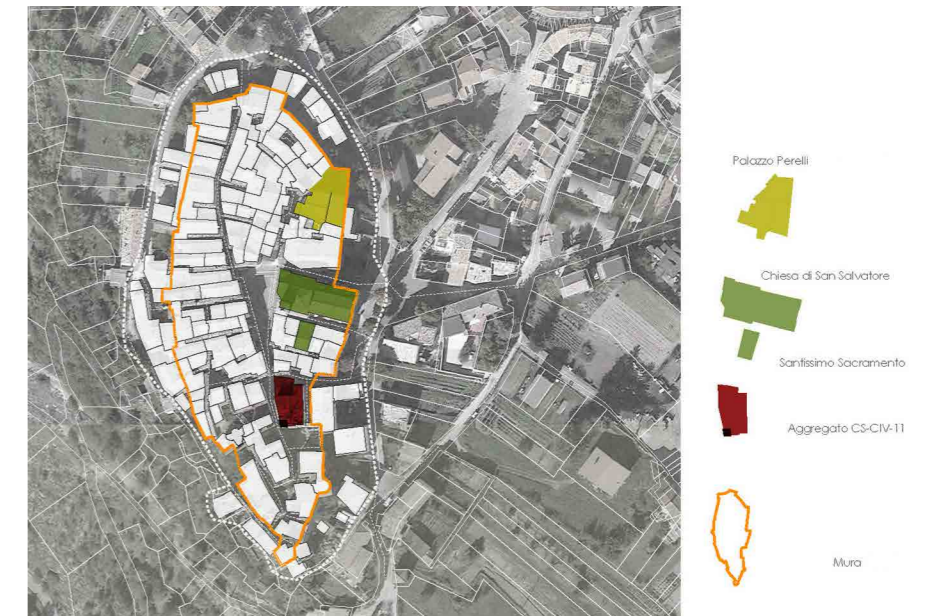 Palazzo Perelli
Chiesa di San Salvatore
Santissimo Sacramento
Aggregato CS-CIV-11
Mura